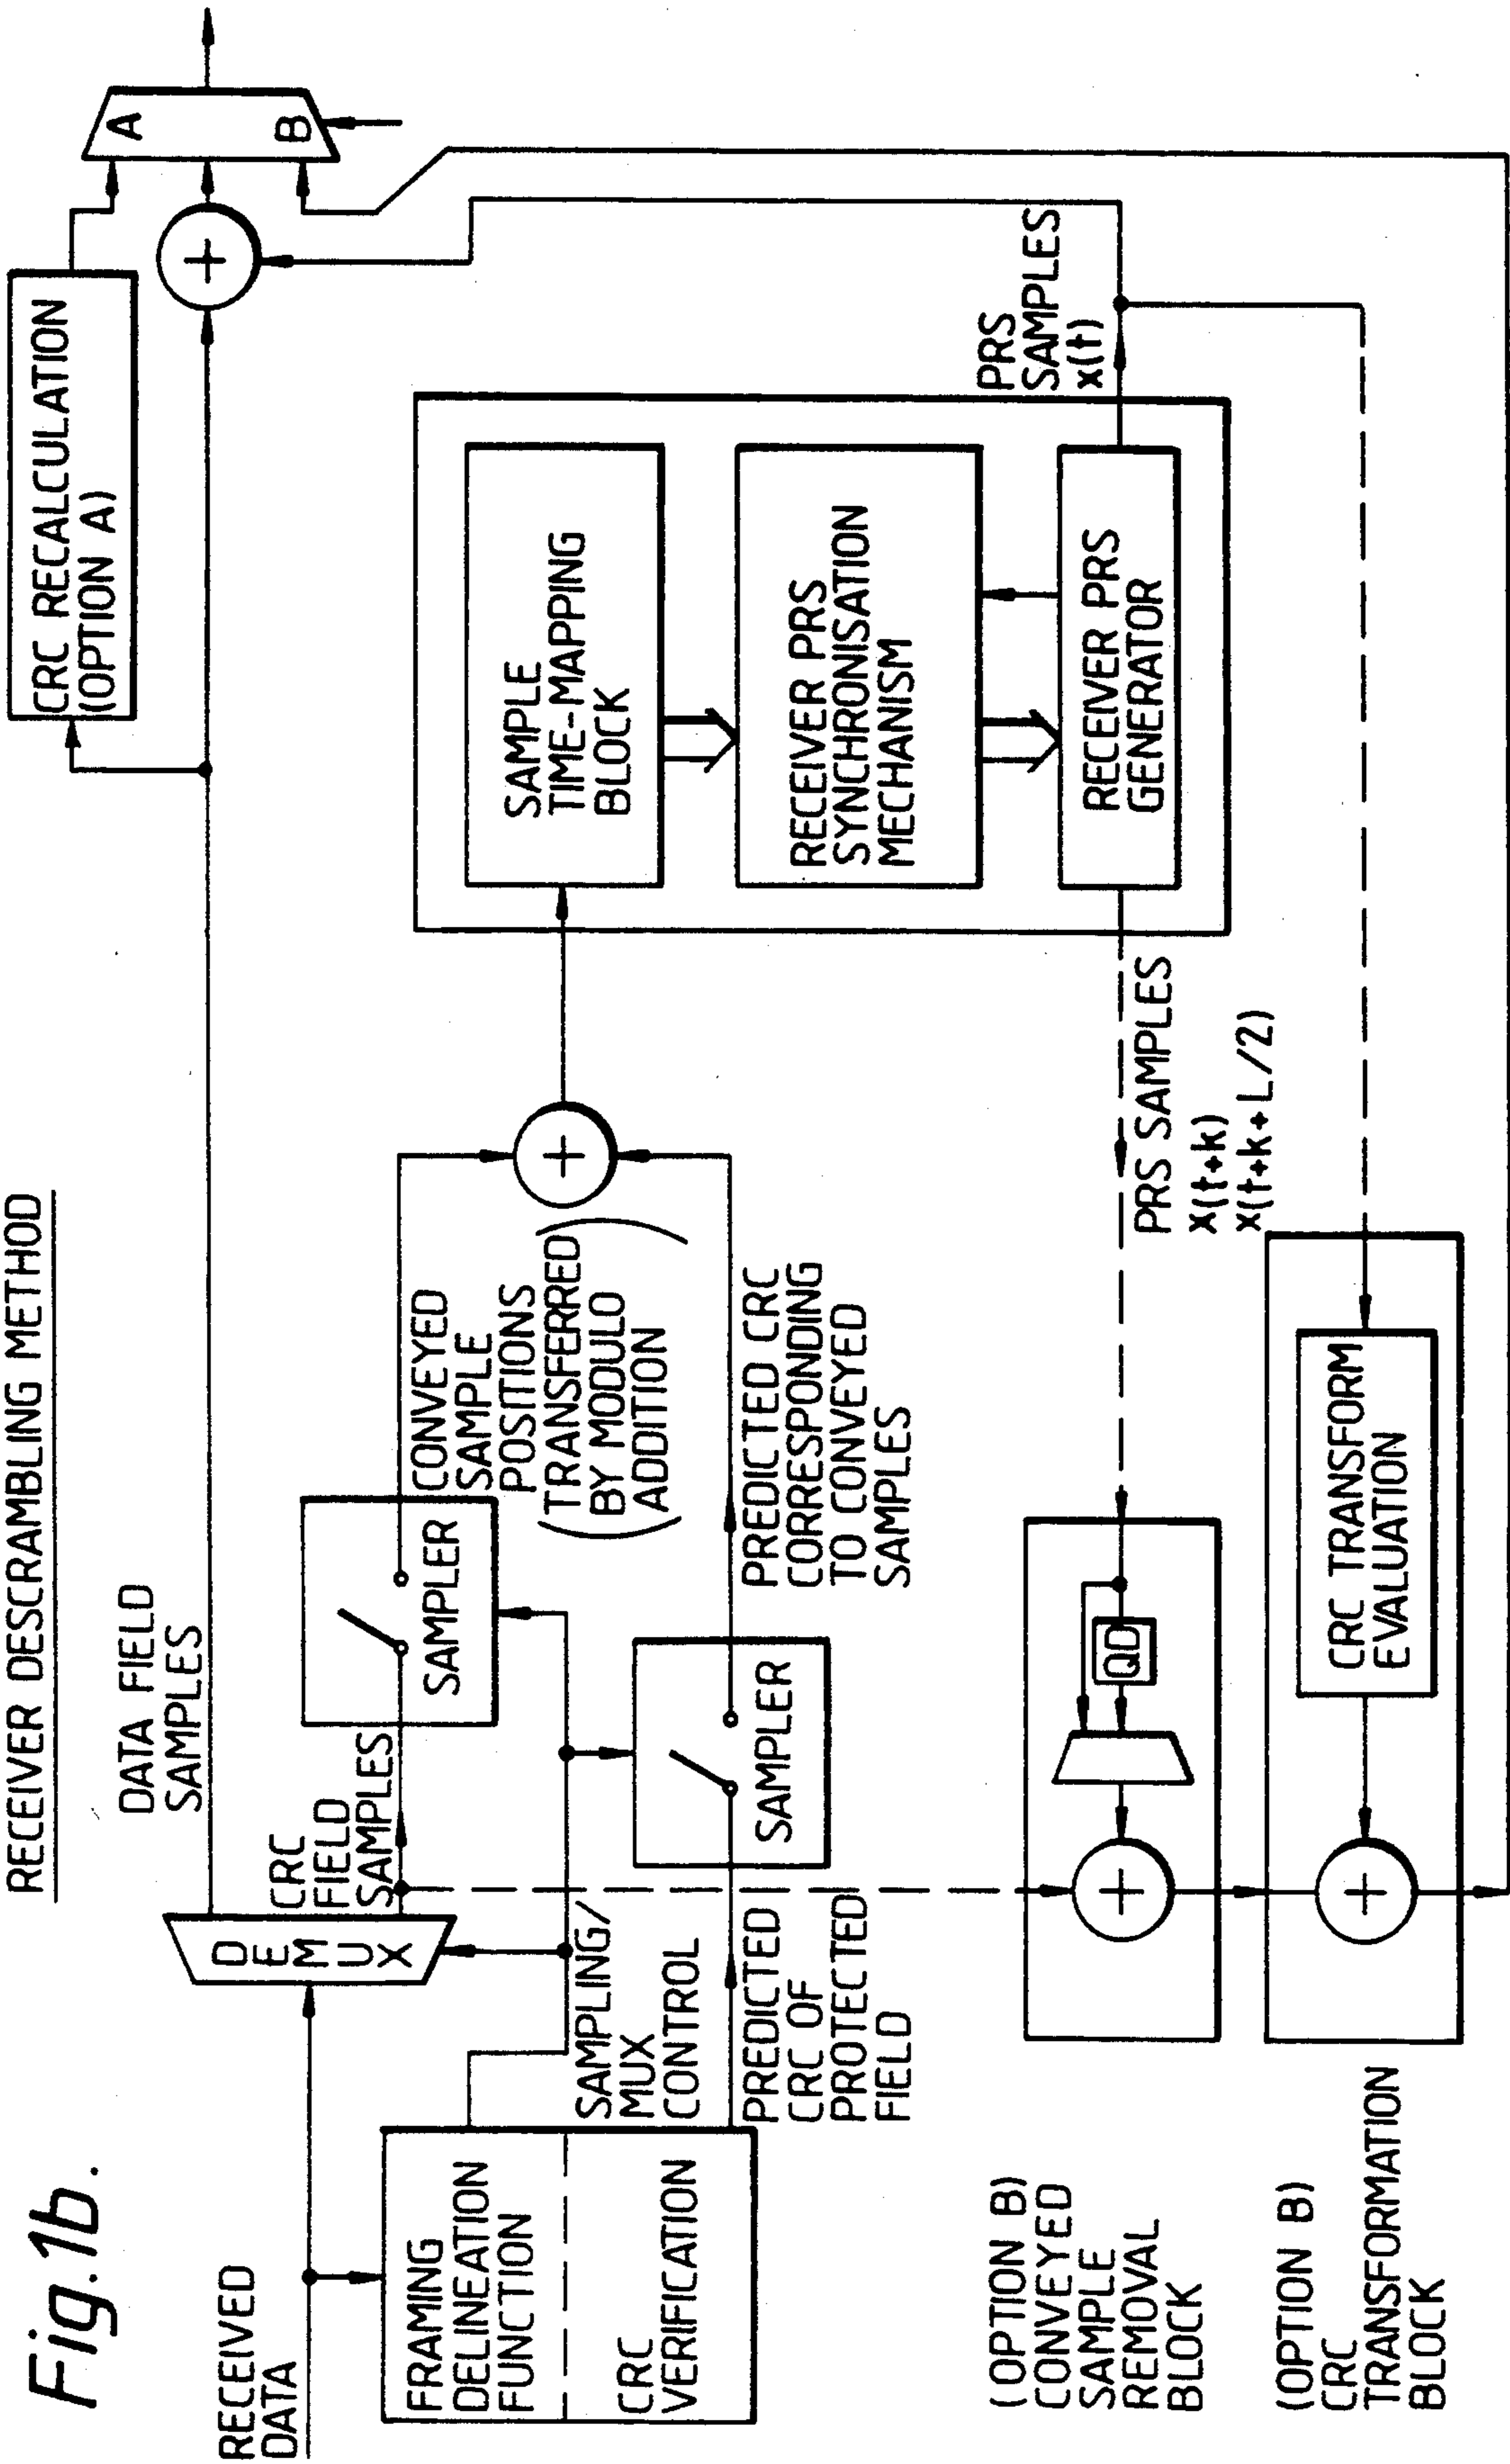 Fig.1b.
RECEIVER DESCRAMBLING METHOD
RECEIVED
DATA
FRAMING
DELINEATION
FUNCTION
CRC
VERIFICATION
DEMUX
DATA FIELD
SAMPLES
CRC
FIELD
SAMPLES
SAMPLING/
MUX
CONTROL
PREDICTED
CRC OF
PROTECTED
FIELD
SAMPLER
SAMPLER
CONVEYED
SAMPLE
POSITIONS
(TRANSFERRED
BY MODULO
ADDITION)
PREDICTED CRC
CORRESPONDING
TO CONVEYED
SAMPLES
+
CRC RECALCULATION
(OPTION A)
+
A
B
SAMPLE
TIME-MAPPING
BLOCK
RECEIVER PRS
SYNCHRONISATION
MECHANISM
RECEIVER PRS
GENERATOR
PRS
SAMPLES
x(t)
PRS SAMPLES
x(t+k)
x(t+k+L/2)
(OPTION B)
CONVEYED
SAMPLE
REMOVAL
BLOCK
+
QD
(OPTION B)
CRC
TRANSFORMATION
BLOCK
+
CRC TRANSFORM
EVALUATION